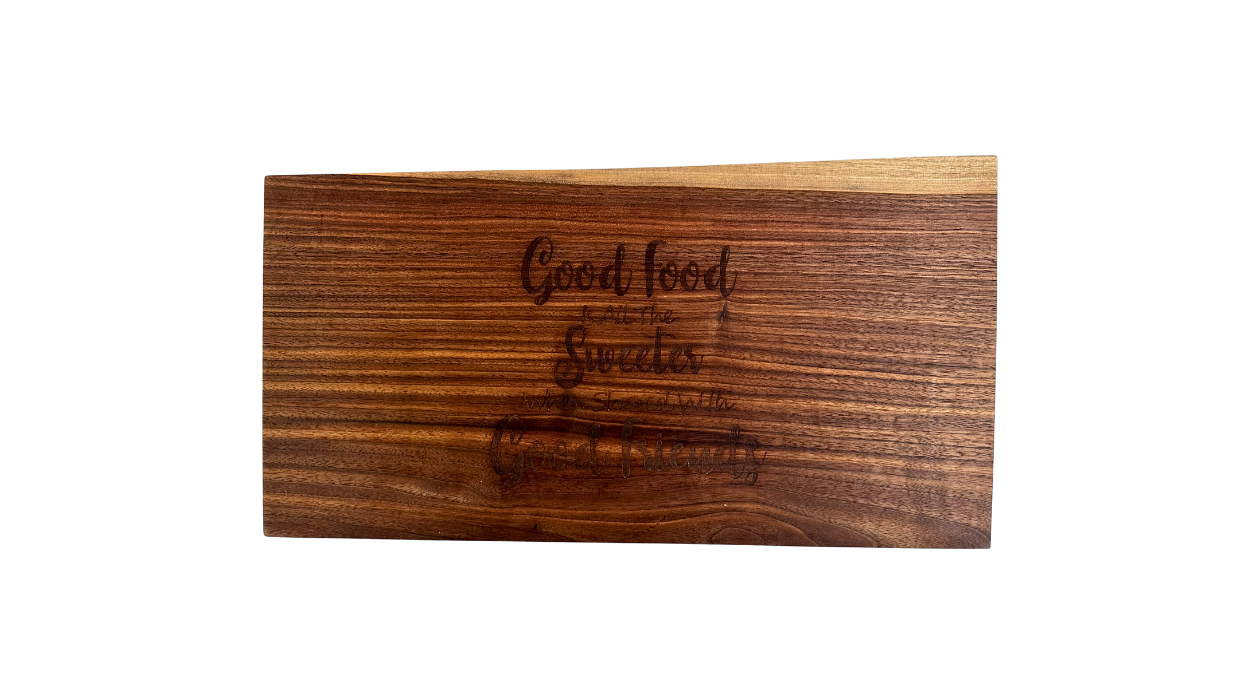 Good food
is All The
Sweeter
when Shared With
Good friends